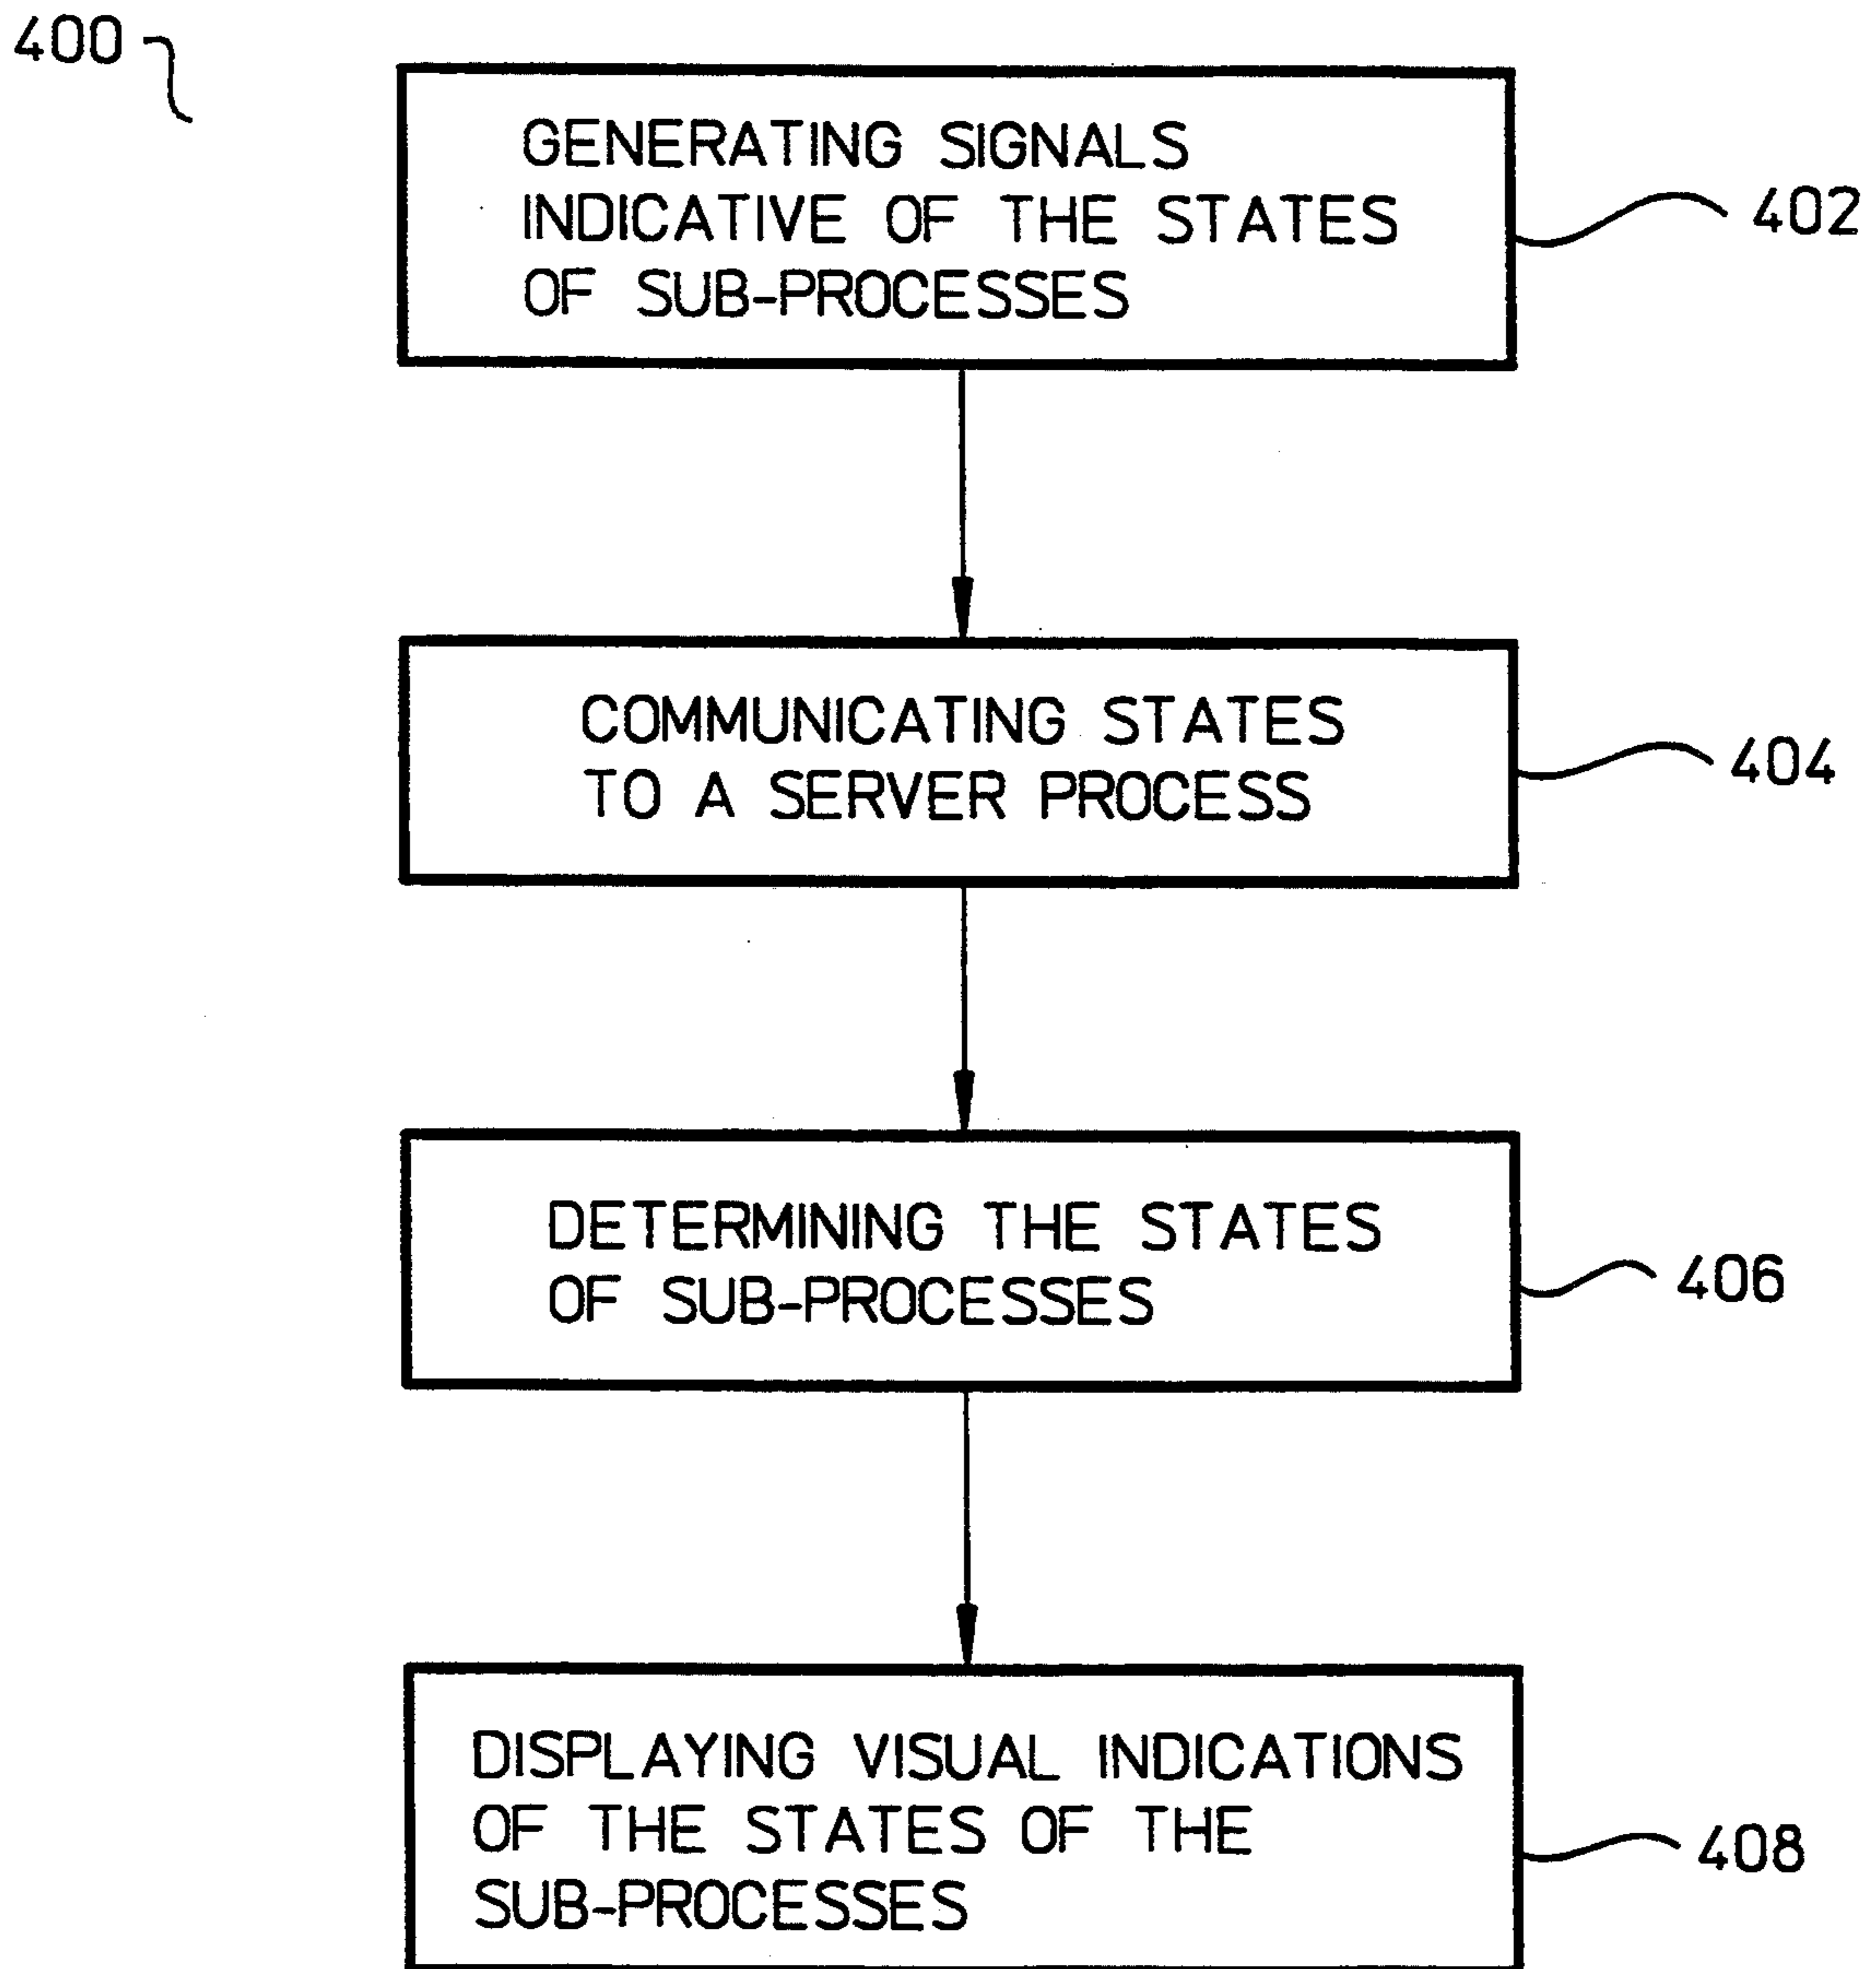 400
GENERATING SIGNALS
INDICATIVE OF THE STATES
OF SUB-PROCESSES
402
COMMUNICATING STATES
TO A SERVER PROCESS
404
DETERMINING THE STATES
OF SUB-PROCESSES
406
DISPLAYING VISUAL INDICATIONS
OF THE STATES OF THE
SUB-PROCESSES
408